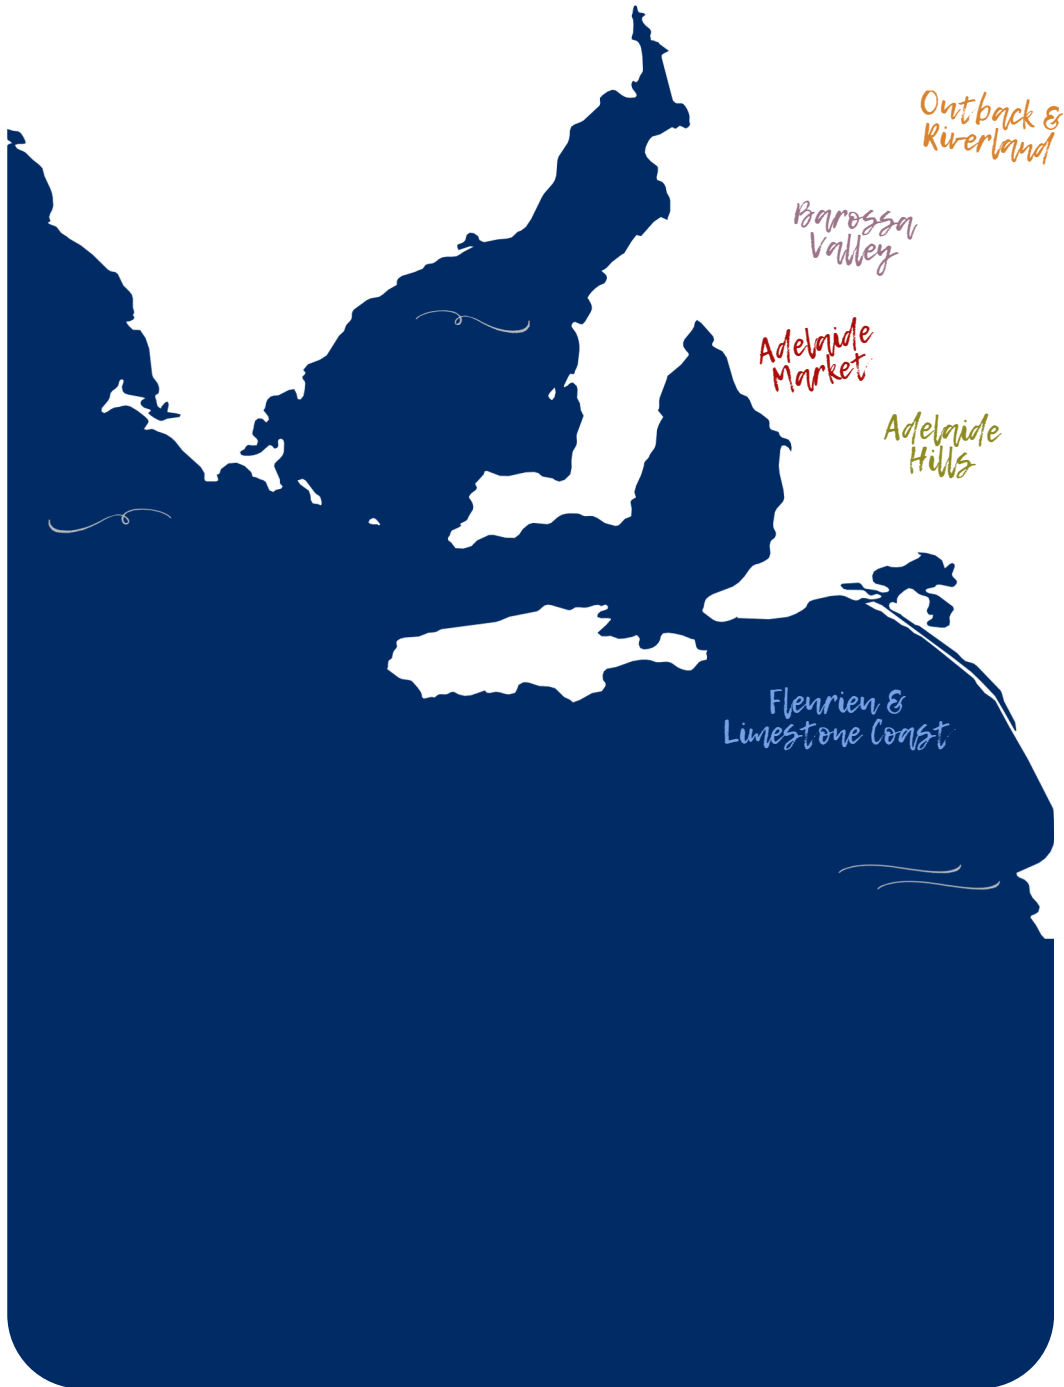 Outback &
Riverland
Barossa
Valley
Adelaide
Market
Adelaide
Hills
Fleurieu &
Limestone Coast